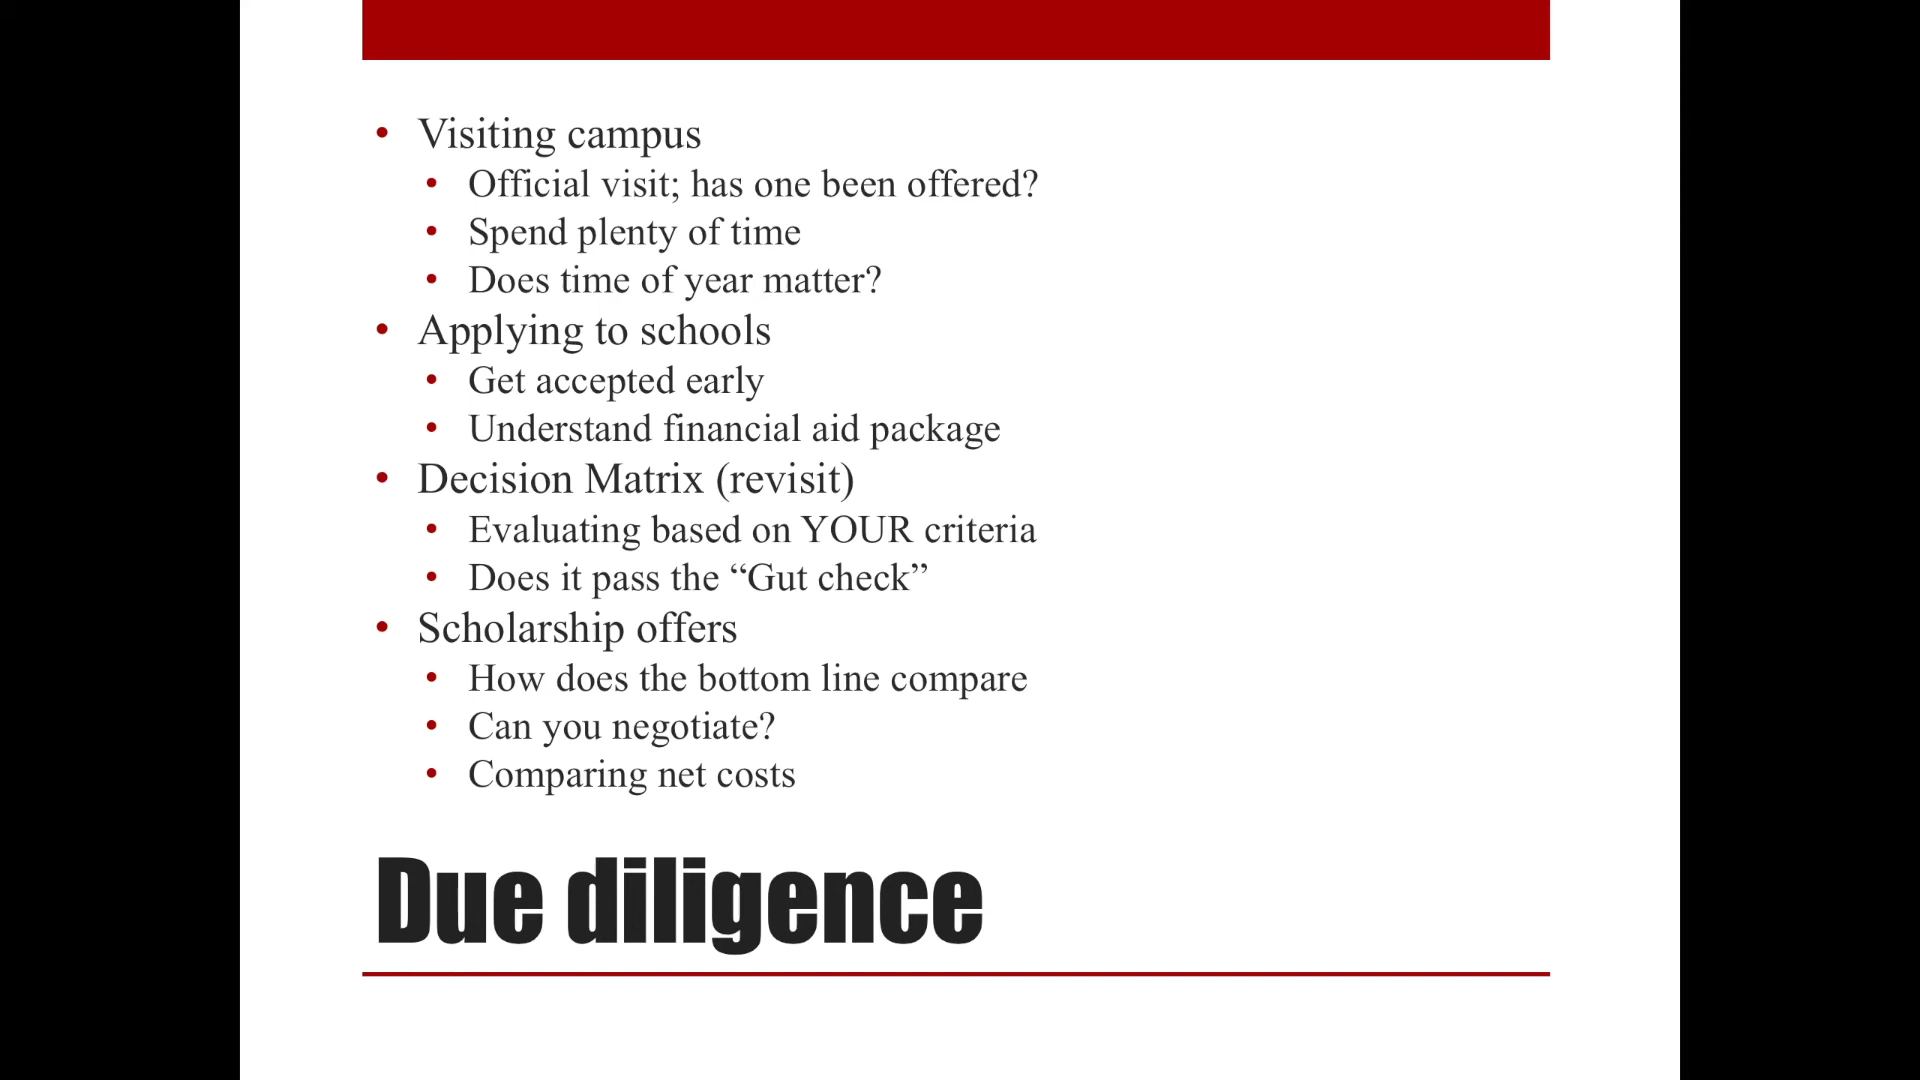 • Visiting campus
• Official visit; has one been offered?
• Spend plenty of time
• Does time of year matter?
• Applying to schools
• Get accepted early
• Understand financial aid package
• Decision Matrix (revisit)
• Evaluating based on YOUR criteria
• Does it pass the “Gut check”
• Scholarship offers
• How does the bottom line compare
• Can you negotiate?
• Comparing net costs
Due diligence